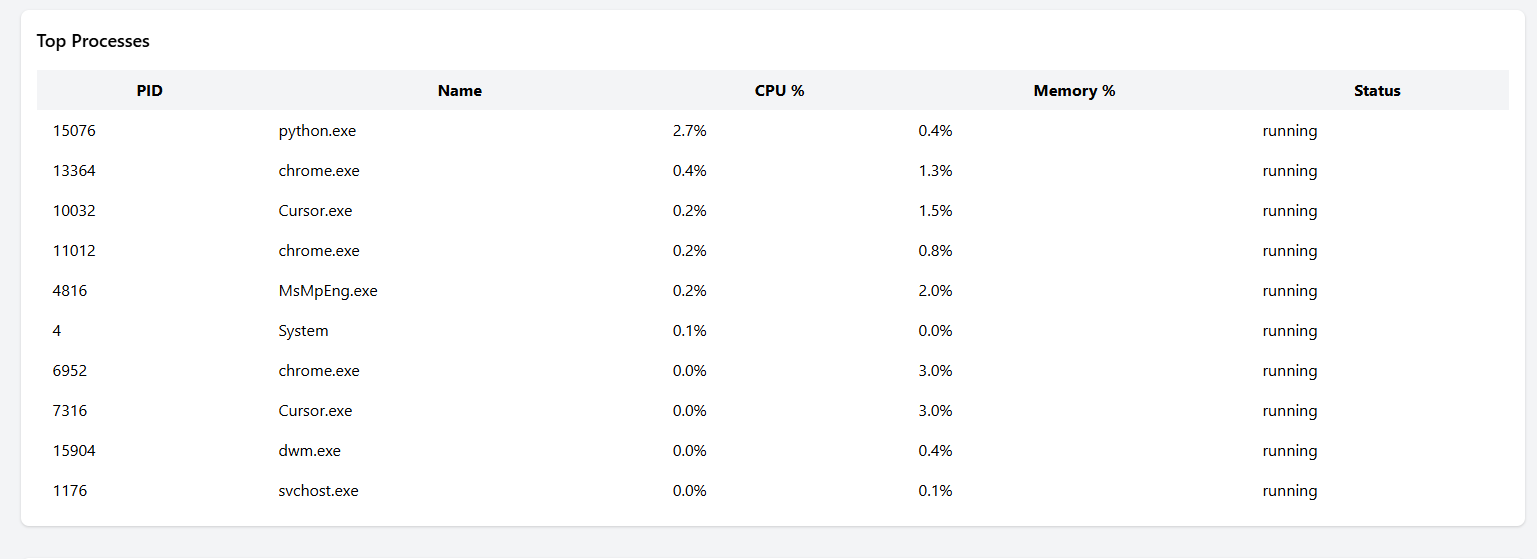 Top Processes
PID Name CPU % Memory % Status
15076 python.exe 2.7% 0.4% running
13364 chrome.exe 0.4% 1.3% running
10032 Cursor.exe 0.2% 1.5% running
11012 chrome.exe 0.2% 0.8% running
4816 MsMpEng.exe 0.2% 2.0% running
4 System 0.1% 0.0% running
6952 chrome.exe 0.0% 3.0% running
7316 Cursor.exe 0.0% 3.0% running
15904 dwm.exe 0.0% 0.4% running
1176 svchost.exe 0.0% 0.1% running